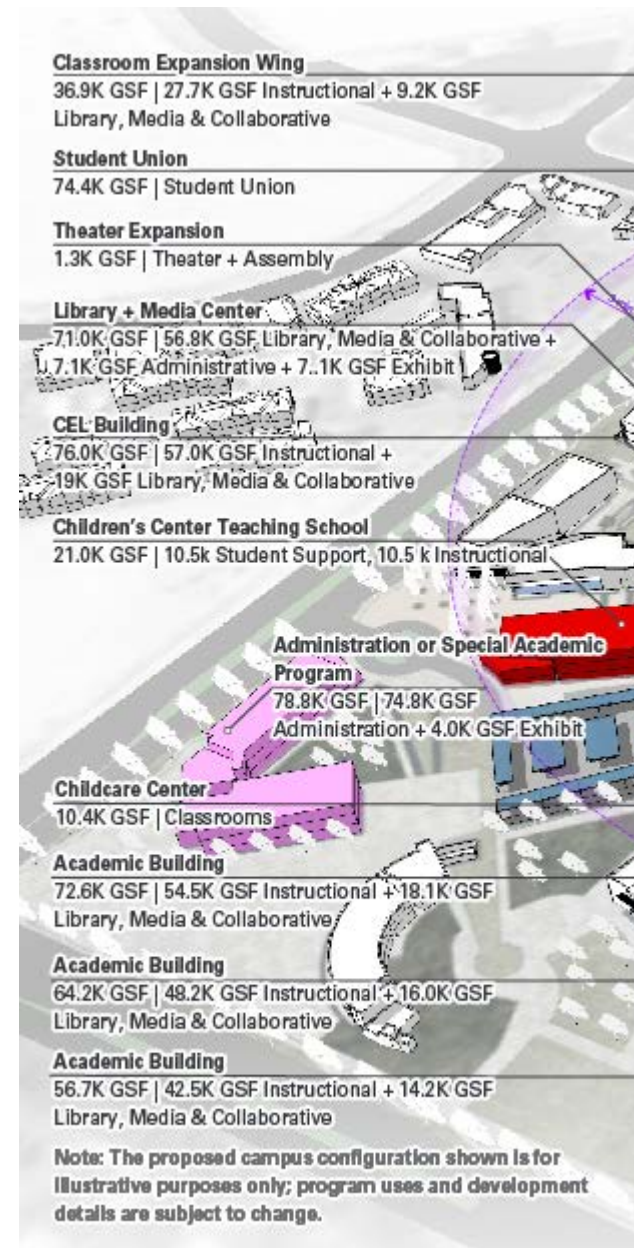 Classroom Expansion Wing
36.9K GSF | 27.7K GSF Instructional + 9.2K GSF
Library, Media & Collaborative
Student Union
74.4K GSF | Student Union
Theater Expansion
1.3K GSF | Theater + Assembly
Library + Media Center
71.0K GSF | 56.8K GSF Library, Media & Collaborative +
7.1K GSF Administrative + 7..1K GSF Exhibit
CEL Building
76.0K GSF | 57.0K GSF Instructional +
19K GSF Library, Media & Collaborative
Children's Center Teaching School
21.0K GSF | 10.5k Student Support, 10.5 k Instructional
Administration or Special Academic
Program
78.8K GSF | 74.8K GSF
Administration + 4.0K GSF Exhibit
Childcare Center
10.4K GSF | Classrooms
Academic Building
72.6K GSF | 54.5K GSF Instructional + 18.1K GSF
Library, Media & Collaborative
Academic Building
64.2K GSF | 48.2K GSF Instructional + 16.0K GSF
Library, Media & Collaborative
Academic Building
56.7K GSF | 42.5K GSF Instructional + 14.2K GSF
Library, Media & Collaborative
Note: The proposed campus configuration shown is for
illustrative purposes only; program uses and development
details are subject to change.